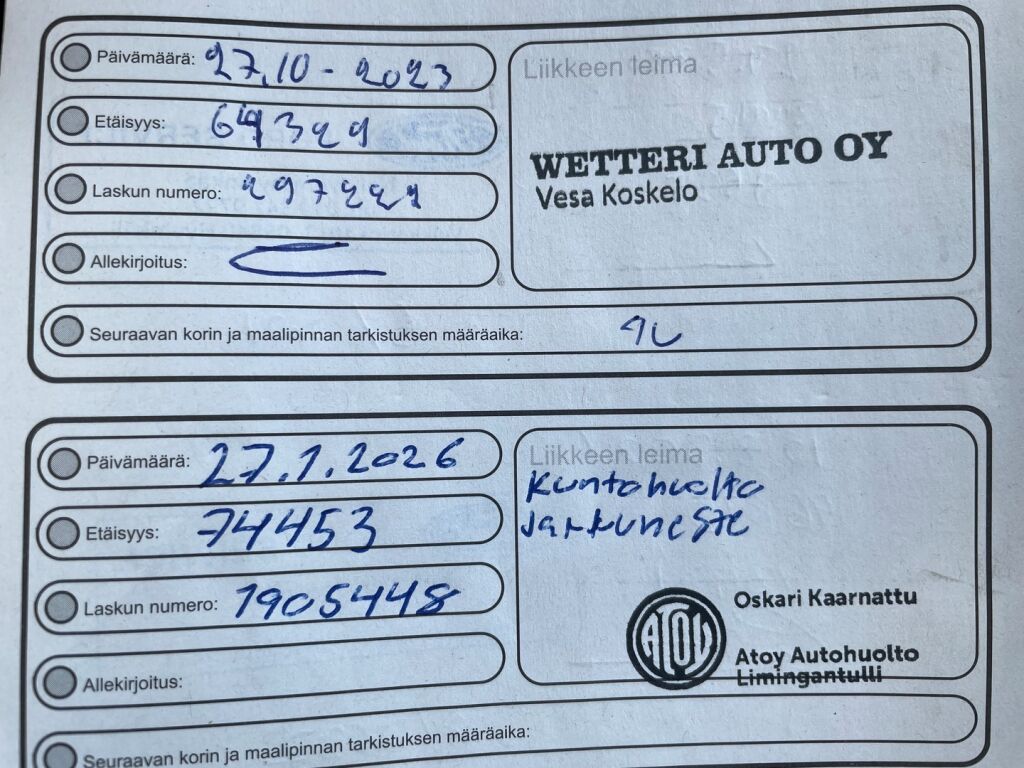 Päivämäärä: 27.10-2023
Etäisyys: 64329
Laskun numero: 297221
Allekirjoitus:
Seuraavan korin ja maalipinnan tarkistuksen määräaika:
Liikkeen leima
WETTERI AUTO OY
Vesa Koskelo
Päivämäärä: 27.1.2026
Etäisyys: 74453
Laskun numero: 1905448
Allekirjoitus:
Seuraavan korin ja maalipinnan tarkistuksen määräaika:
Liikkeen leima
Kuntohuolto
Jarruneste
ATOY
Oskari Kaarnattu
Atoy Autohuolto
Limingantulli